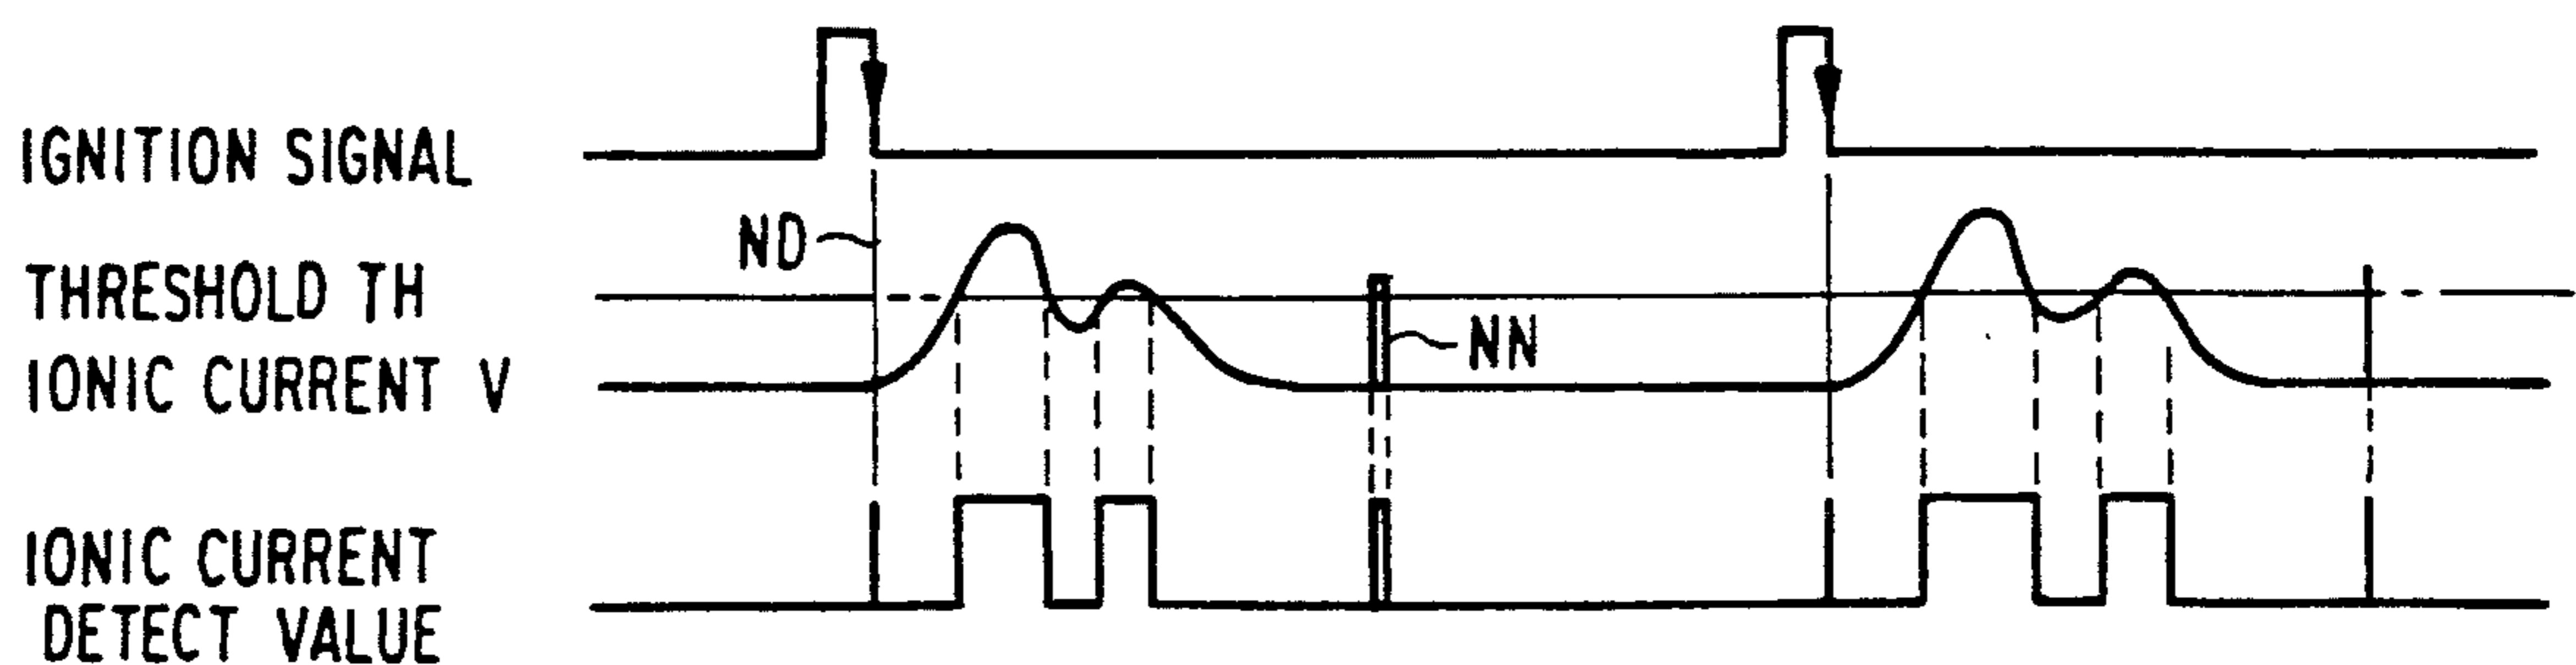 IGNITION SIGNAL
ND
THRESHOLD TH
NN
IONIC CURRENT V
IONIC CURRENT
DETECT VALUE